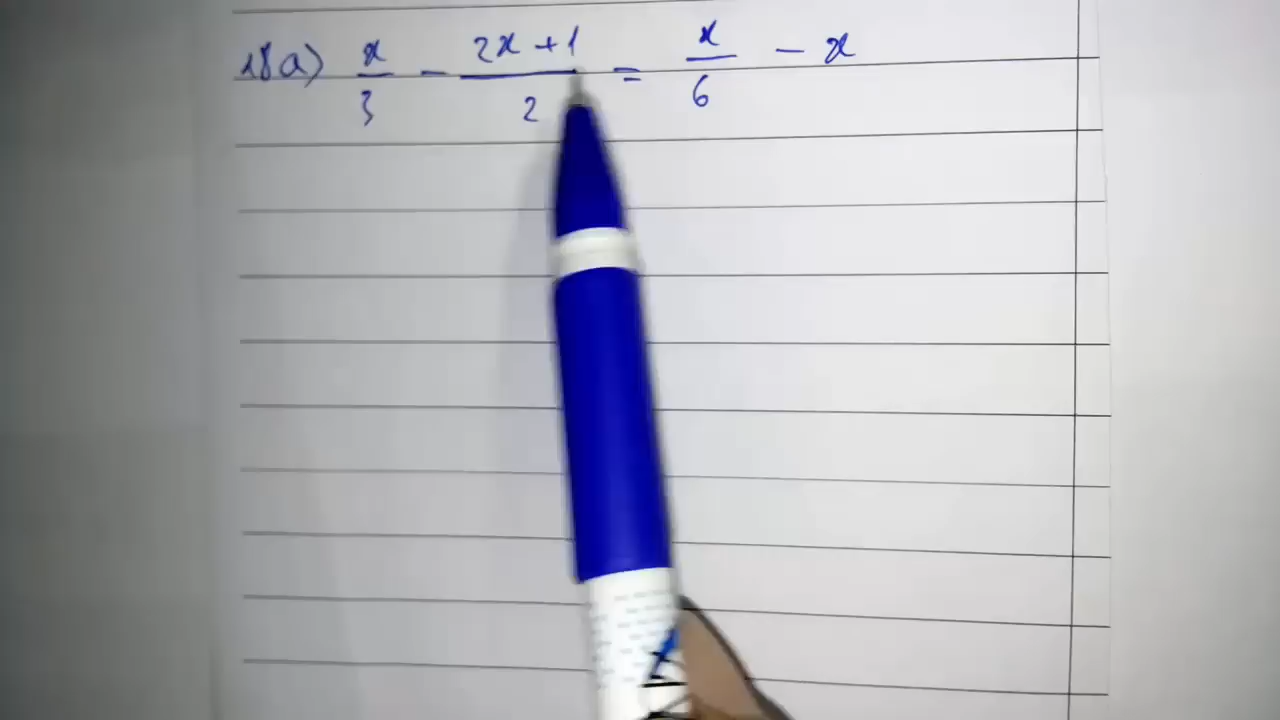 18a) x/3 - 2x+1/2 = x/6 - x